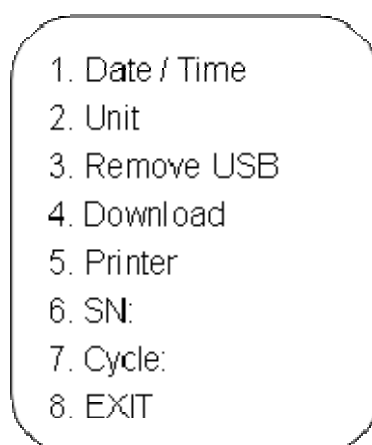 1. Date / Time
2. Unit
3. Remove USB
4. Download
5. Printer
6. SN:
7. Cycle:
8. EXIT